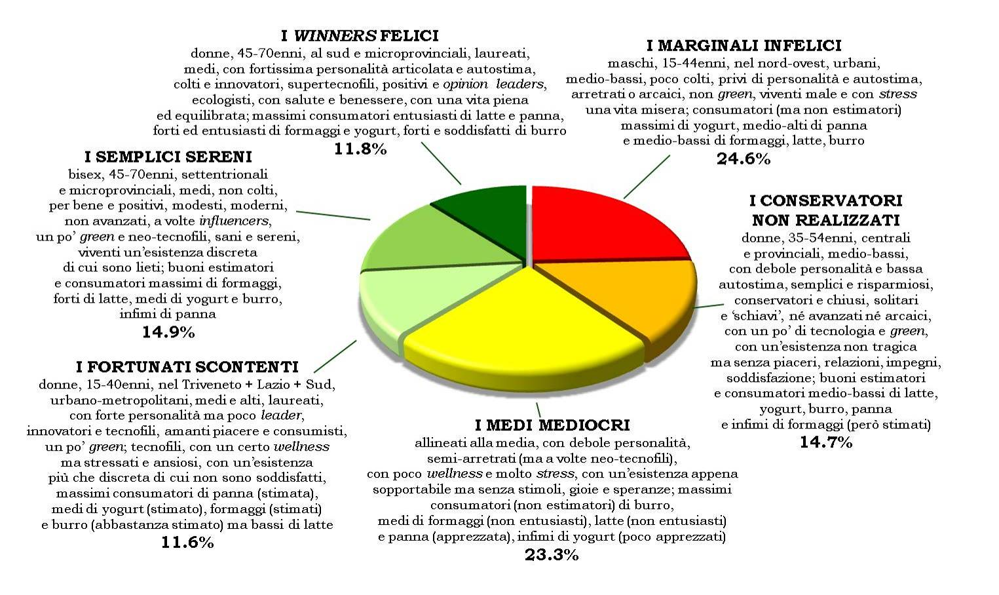 I WINNERS FELICI
donne, 45-70enni, al sud e microprovinciali, laureati,
medi, con fortissima personalità articolata e autostima,
colti e innovatori, supertecnofili, positivi e opinion leaders,
ecologisti, con salute e benessere, con una vita piena
ed equilibrata; massimi consumatori entusiasti di latte e panna,
forti ed entusiasti di formaggi e yogurt, forti e soddisfatti di burro
11.8%
I MARGINALI INFELICI
maschi, 15-44enni, nel nord-ovest, urbani,
medio-bassi, poco colti, privi di personalità e autostima,
arretrati o arcaici, non green, viventi male e con stress
una vita misera; consumatori (ma non estimatori)
massimi di yogurt, medio-alti di panna
e medio-bassi di formaggi, latte, burro
24.6%
I SEMPLICI SERENI
bisex, 45-70enni, settentrionali
e microprovinciali, medi, non colti,
per bene e positivi, modesti, moderni,
non avanzati, a volte influencers,
un po' green e neo-tecnofili, sani e sereni,
viventi un'esistenza discreta
di cui sono lieti; buoni estimatori
e consumatori massimi di formaggi,
forti di latte, medi di yogurt e burro,
infimi di panna
14.9%
I CONSERVATORI
NON REALIZZATI
donne, 35-54enni, centrali
e provinciali, medio-bassi,
con debole personalità e bassa
autostima, semplici e risparmiosi,
conservatori e chiusi, solitari
e 'schiavi', né avanzati né arcaici,
con un po' di tecnologia e green,
con un'esistenza non tragica
ma senza piaceri, relazioni, impegni,
soddisfazione; buoni estimatori
e consumatori medio-bassi di latte,
yogurt, burro, panna
e infimi di formaggi (però stimati)
14.7%
I FORTUNATI SCONTENTI
donne, 15-40enni, nel Triveneto + Lazio + Sud,
urbano-metropolitani, medi e alti, laureati,
con forte personalità ma poco leader,
innovatori e tecnofili, amanti piacere e consumisti,
un po' green; tecnofili, con un certo wellness
ma stressati e ansiosi, con un'esistenza
più che discreta di cui non sono soddisfatti,
massimi consumatori di panna (stimata),
medi di yogurt (stimato), formaggi (stimati)
e burro (abbastanza stimato) ma bassi di latte
11.6%
I MEDI MEDIOCRI
allineati alla media, con debole personalità,
semi-arretrati (ma a volte neo-tecnofili),
con poco wellness e molto stress, con un'esistenza appena
sopportabile ma senza stimoli, gioie e speranze; massimi
consumatori (non estimatori) di burro,
medi di formaggi (non entusiasti), latte (non entusiasti)
e panna (apprezzata), infimi di yogurt (poco apprezzati)
23.3%